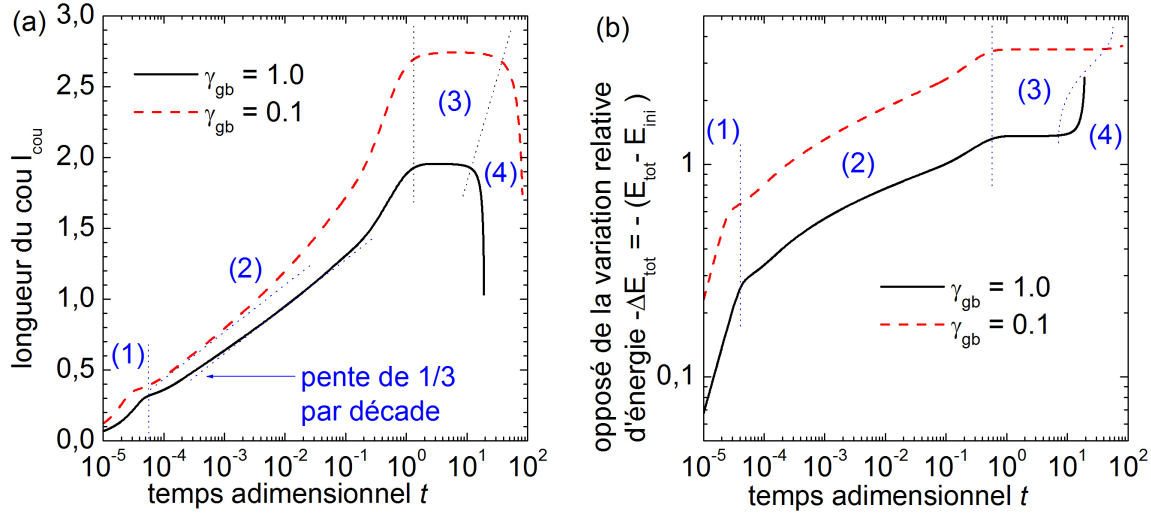 (a)
3,0
2,5
2,0
1,5
1,0
0,5
0,0
longueur du cou l_cou
γ_gb = 1.0
γ_gb = 0.1
(1)
(2)
(3)
(4)
pente de 1/3
par décade
10^-5 10^-4 10^-3 10^-2 10^-1 10^0 10^1 10^2
temps adimensionnel t
(b)
opposé de la variation relative
d'énergie -ΔE_tot = - (E_tot - E_ini )
1
0,1
(1)
(2)
(3)
(4)
γ_gb = 1.0
γ_gb = 0.1
10^-5 10^-4 10^-3 10^-2 10^-1 10^0 10^1 10^2
temps adimensionnel t